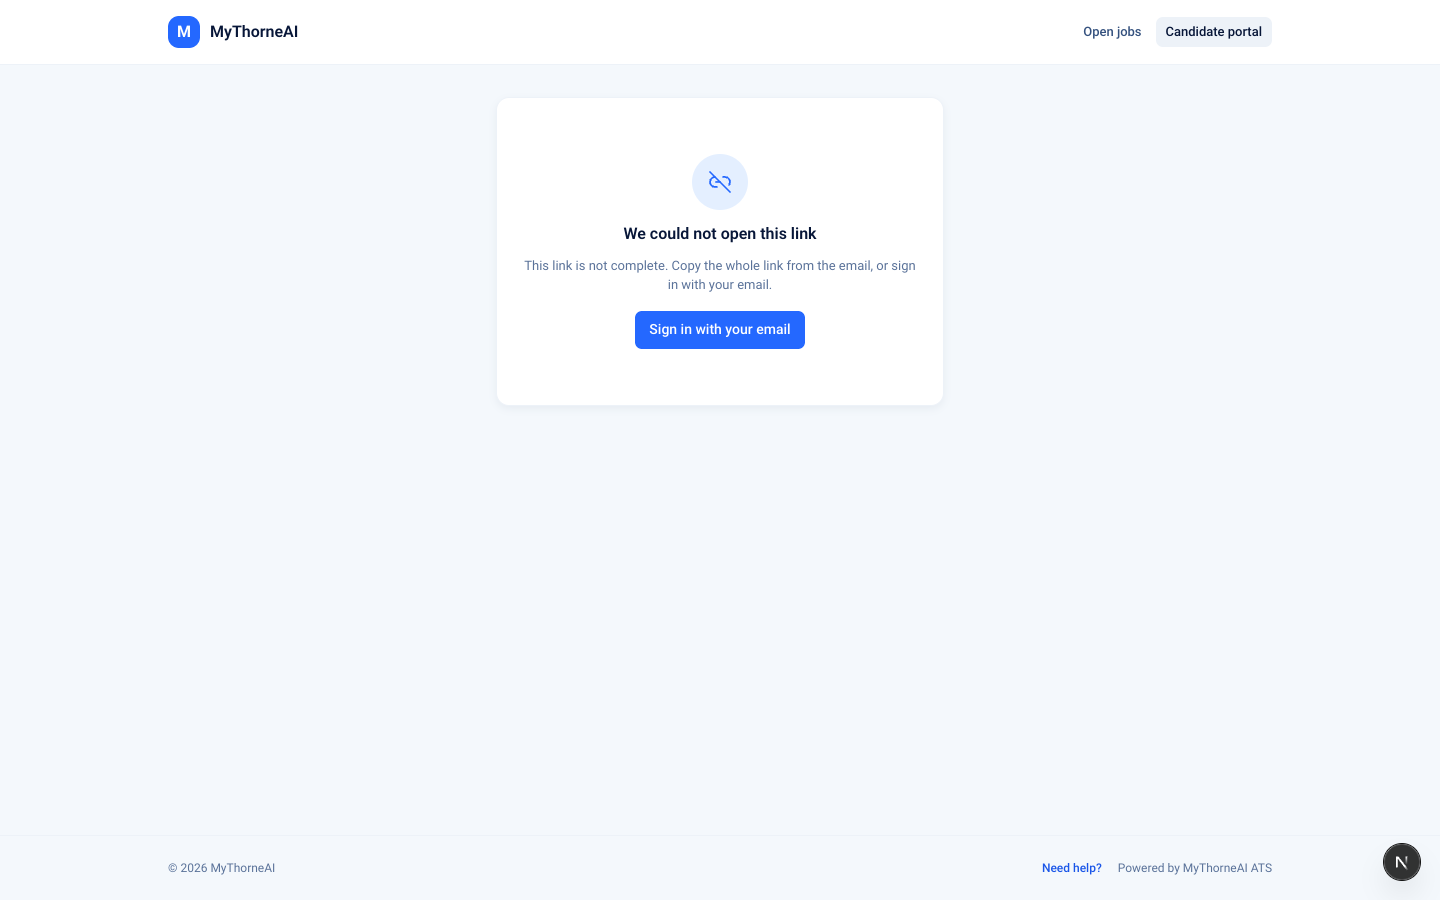 M MyThorneAI
Open jobs
Candidate portal
We could not open this link
This link is not complete. Copy the whole link from the email, or sign
in with your email.
Sign in with your email
© 2026 MyThorneAI
Need help?
Powered by MyThorneAI ATS
N